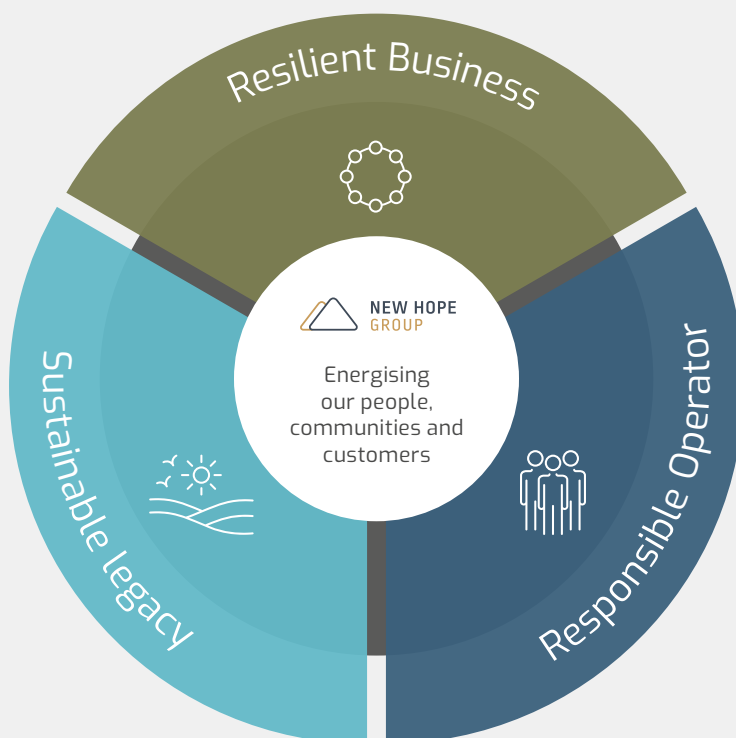 Resilient Business
NEW HOPE
GROUP
Energising
our people,
communities and
customers
Sustainable legacy
Responsible Operator